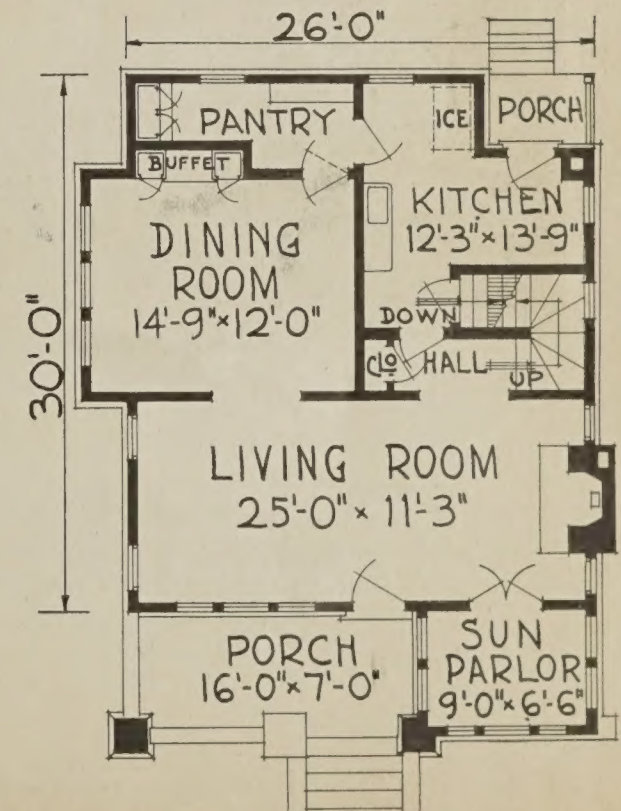 26'-0"
PANTRY
ICE
PORCH
BUFFET
KITCHEN
12'-3" × 13'-9"
DINING
ROOM
14'-9" × 12'-0"
30'-0"
DOWN
CLO
HALL
UP
LIVING ROOM
25'-0" × 11'-3"
PORCH
16'-0" × 7'-0"
SUN
PARLOR
9'-0" × 6'-6"